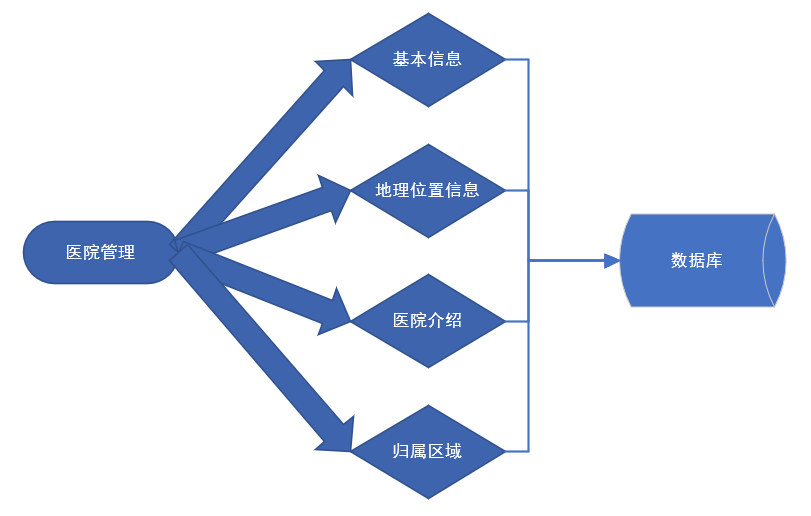 基本信息
地理位置信息
医院管理
数据库
医院介绍
归属区域